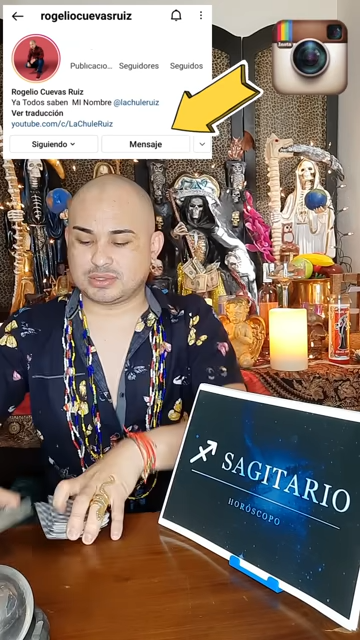 rogeliocuevasruiz
Publicacio... Seguidores Seguidos
Rogelio Cuevas Ruiz
Ya Todos saben MI Nombre @lachuleruiz
Ver traducción
youtube.com/c/LaChuleRuiz
Siguiendo Mensaje
Insta
SAGITARIO
HORÓSCOPO